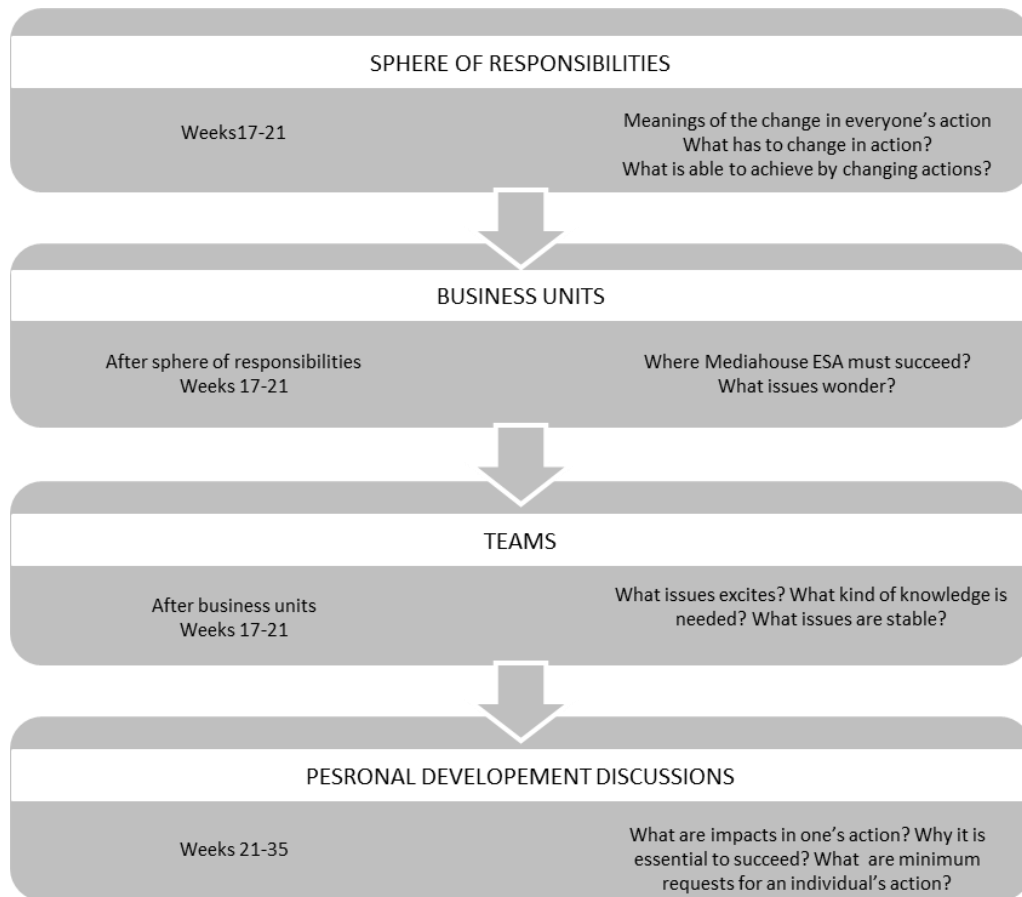 SPHERE OF RESPONSIBILITIES
Weeks17-21
Meanings of the change in everyone's action
What has to change in action?
What is able to achieve by changing actions?
BUSINESS UNITS
After sphere of responsibilities
Weeks 17-21
Where Mediahouse ESA must succeed?
What issues wonder?
TEAMS
After business units
Weeks 17-21
What issues excites? What kind of knowledge is
needed? What issues are stable?
PESRONAL DEVELOPEMENT DISCUSSIONS
Weeks 21-35
What are impacts in one's action? Why it is
essential to succeed? What  are minimum
requests for an individual's action?